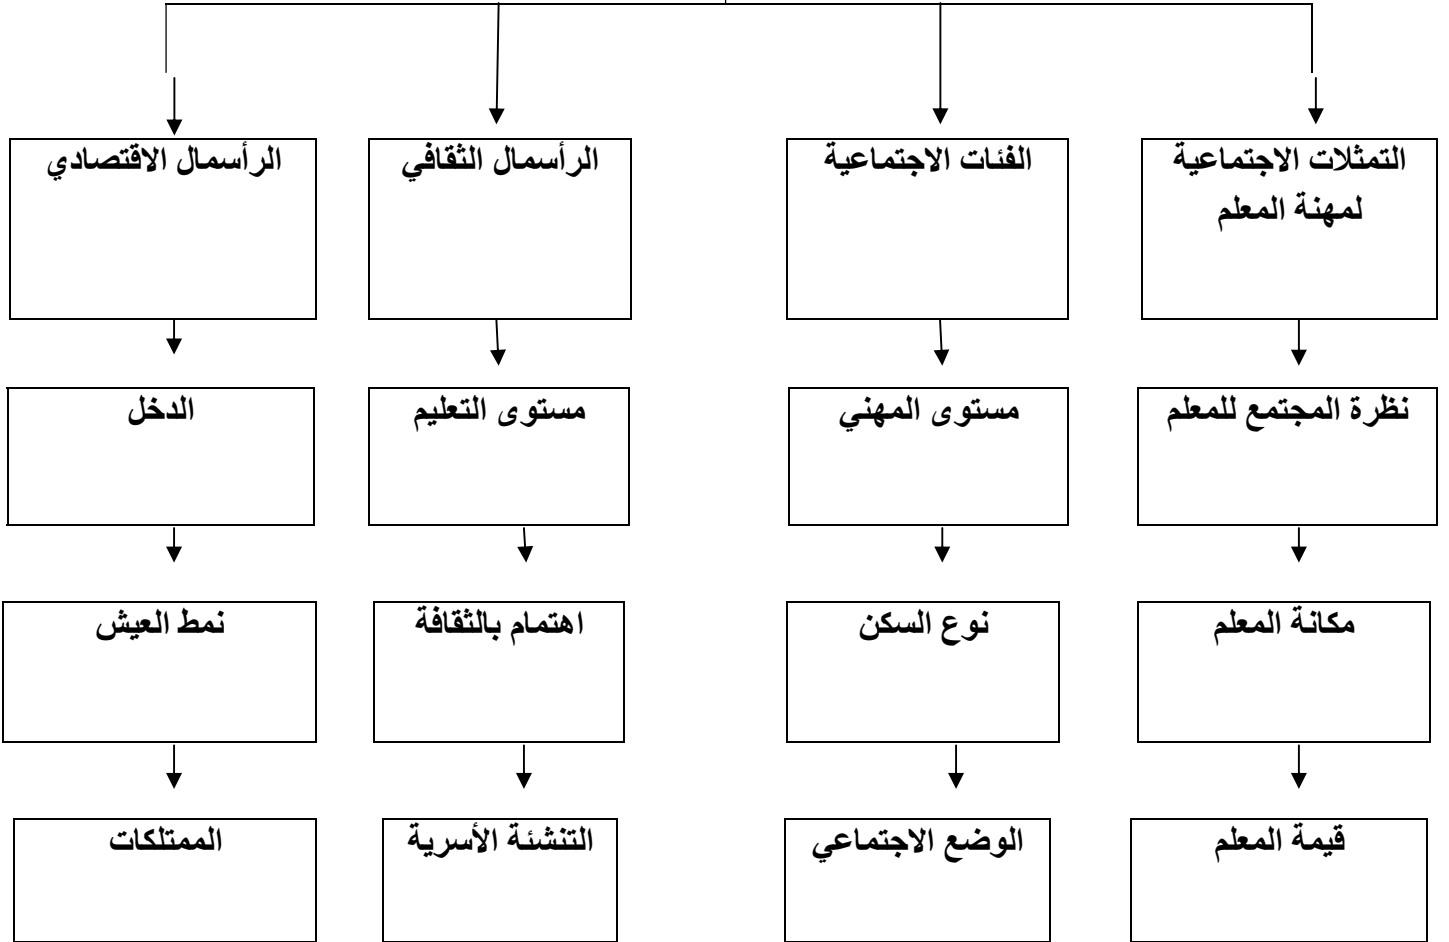 التمثلات الاجتماعية
لمهنة المعلم
الفئات الاجتماعية
الرأسمال الثقافي
الرأسمال الاقتصادي
نظرة المجتمع للمعلم
مستوى المهني
مستوى التعليم
الدخل
مكانة المعلم
نوع السكن
اهتمام بالثقافة
نمط العيش
قيمة المعلم
الوضع الاجتماعي
التنشئة الأسرية
الممتلكات